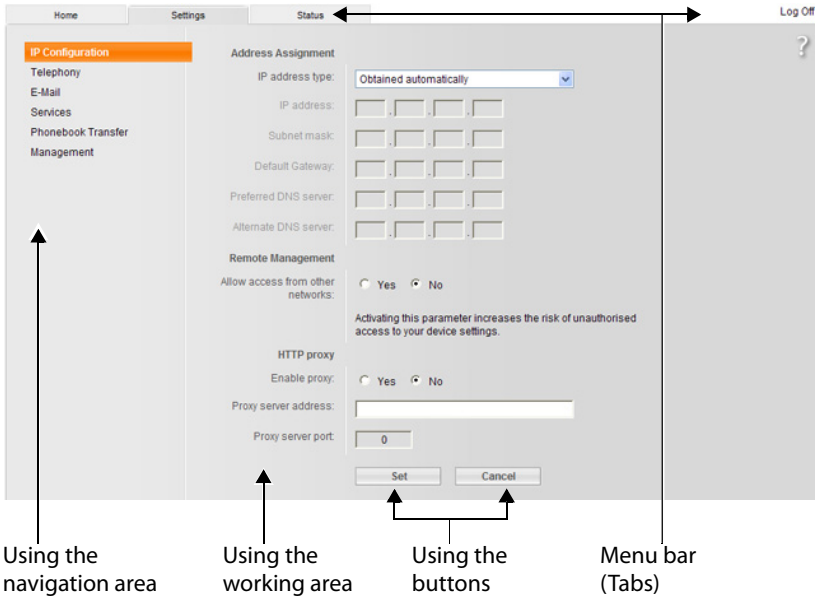 Home Settings Status Log Off
?
IP Configuration
Telephony
E-Mail
Services
Phonebook Transfer
Management
Address Assignment
IP address type: Obtained automatically
IP address: . . .
Subnet mask: . . .
Default Gateway: . . .
Preferred DNS server: . . .
Alternate DNS server: . . .
Remote Management
Allow access from other
networks: Yes No
Activating this parameter increases the risk of unauthorised
access to your device settings.
HTTP proxy
Enable proxy: Yes No
Proxy server address:
Proxy server port: 0
Set Cancel
Using the
navigation area
Using the
working area
Using the
buttons
Menu bar
(Tabs)